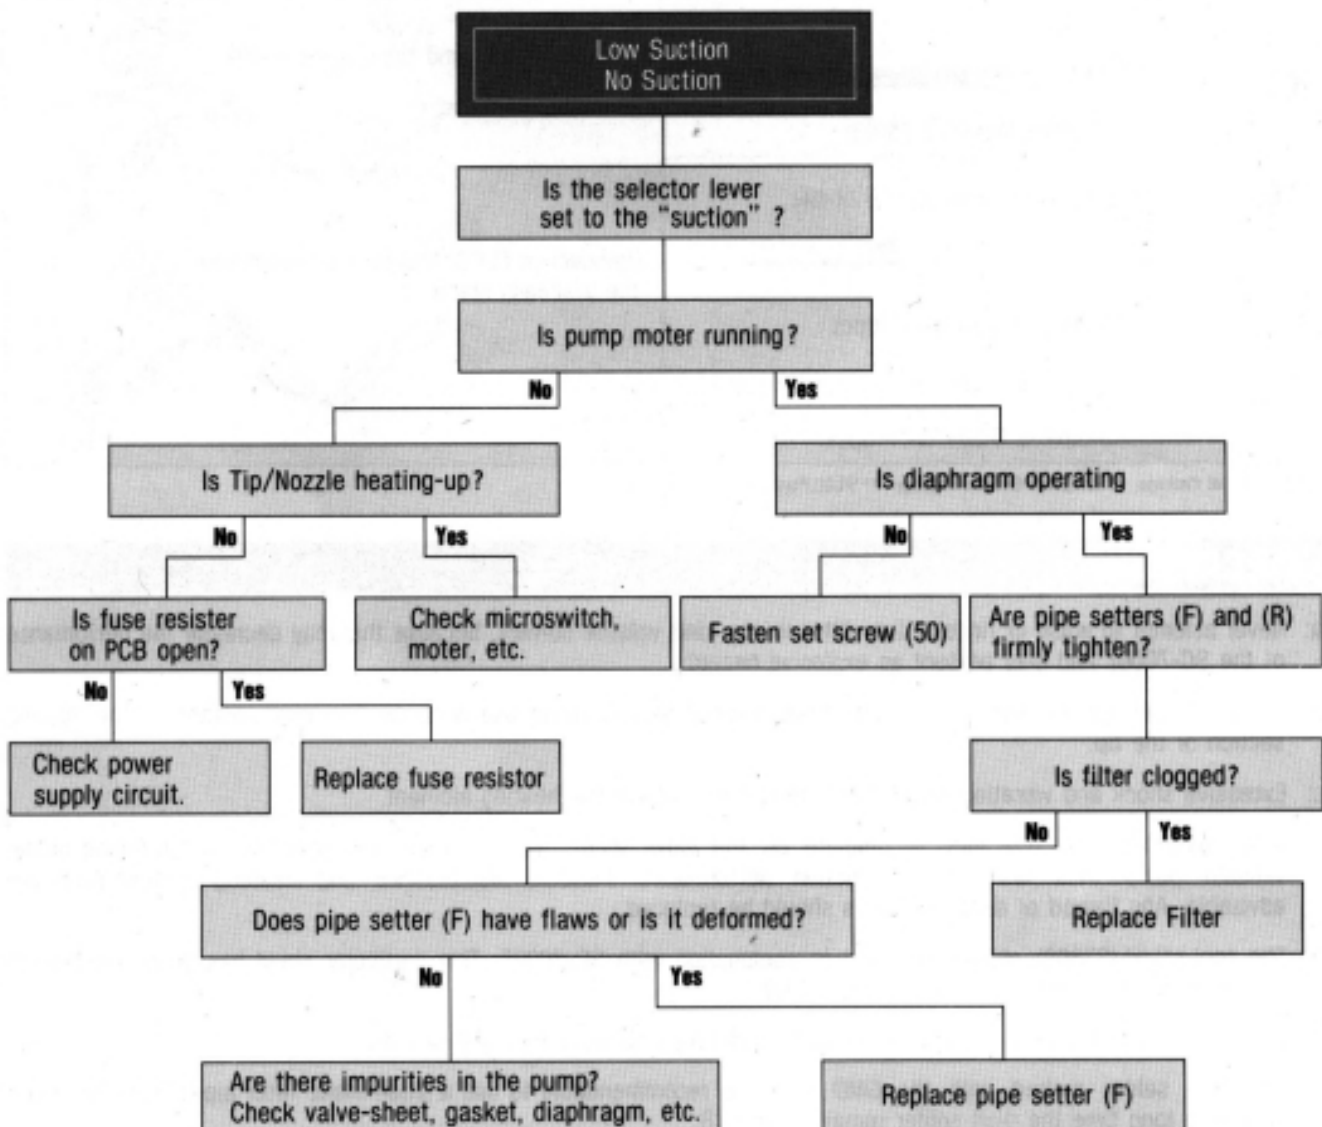 Low Suction
No Suction
Is the selector lever
set to the "suction" ?
Is pump moter running?
No
Yes
Is Tip/Nozzle heating-up?
Is diaphragm operating
No
Yes
No
Yes
Is fuse resister
on PCB open?
Check microswitch,
moter, etc.
Fasten set screw (50)
Are pipe setters (F) and (R)
firmly tighten?
No
Yes
Check power
supply circuit.
Replace fuse resistor
Is filter clogged?
No
Yes
Does pipe setter (F) have flaws or is it deformed?
Replace Filter
No
Yes
Are there impurities in the pump?
Check valve-sheet, gasket, diaphragm, etc.
Replace pipe setter (F)